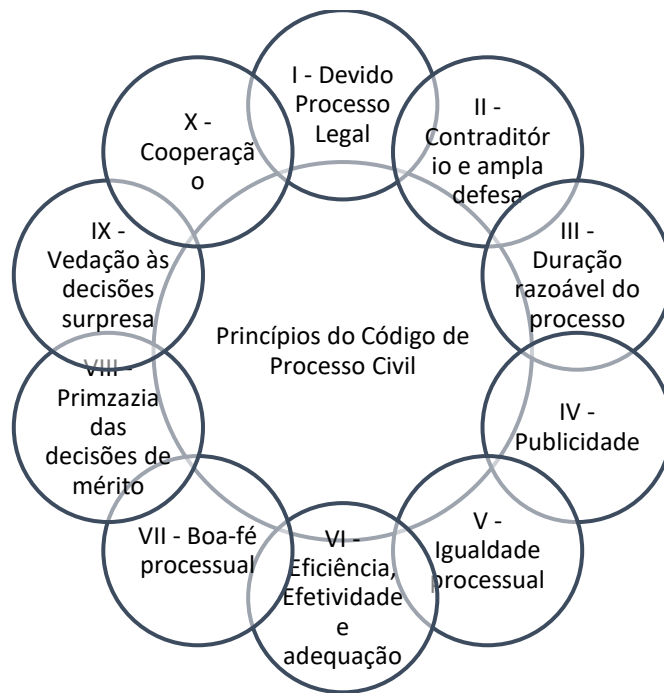 I - Devido
Processo
Legal
II -
Contraditór
io e ampla
defesa
III -
Duração
razoável do
processo
IV -
Publicidade
V -
Igualdade
processual
VI -
Eficiência,
Efetividade
e
adequação
VII - Boa-fé
processual
VIII -
Primzazia
das
decisões de
mérito
IX -
Vedação às
decisões
surpresa
X -
Cooperaçã
o
Princípios do Código de
Processo Civil